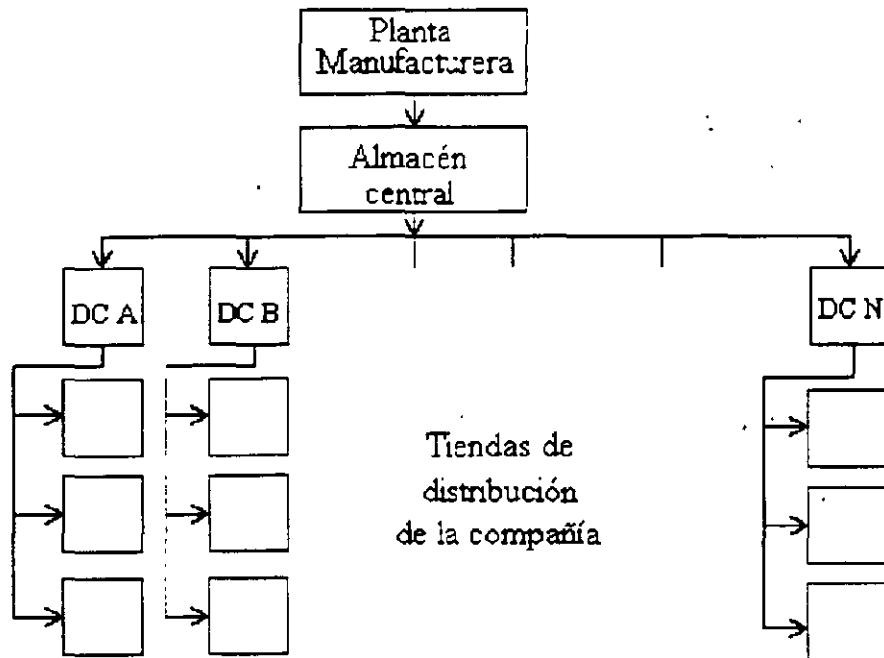 Planta
Manufacturera
Almacén
central
DC A
DC B
DC N
Tiendas de
distribución
de la compañía